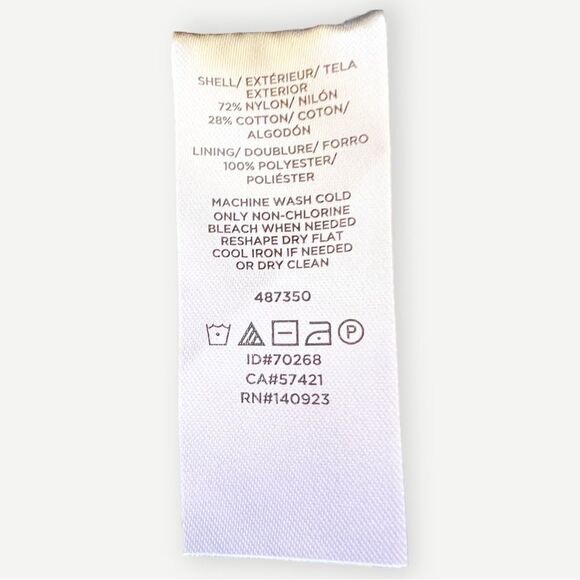 SHELL/ EXTÉRIEUR/ TELA
EXTERIOR
72% NYLON/ NILÓN
28% COTTON/ COTON/
ALGODÓN
LINING/ DOUBLURE/ FORRO
100% POLYESTER/
POLIÉSTER
MACHINE WASH COLD
ONLY NON-CHLORINE
BLEACH WHEN NEEDED
RESHAPE DRY FLAT
COOL IRON IF NEEDED
OR DRY CLEAN
487350
P
ID#70268
CA#57421
RN#140923